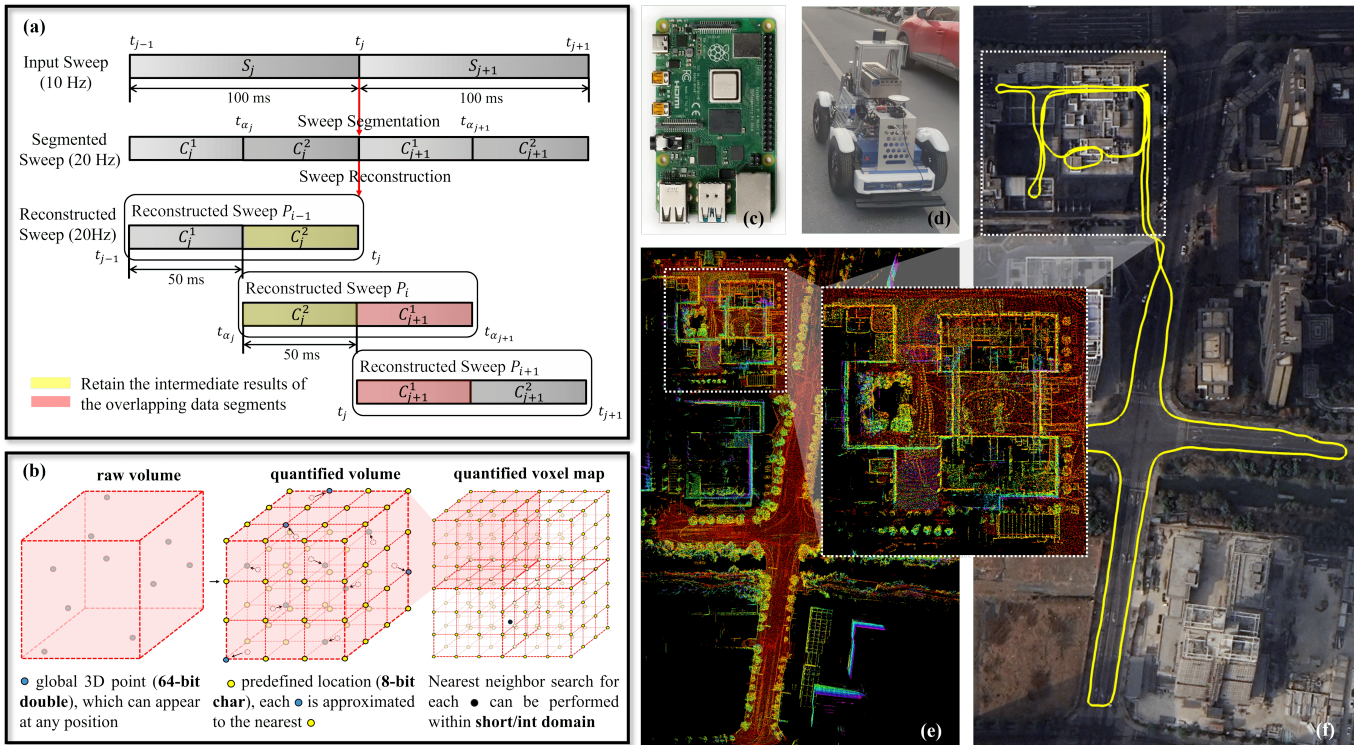 (a)
t_{j-1}
t_j
t_{j+1}
Input Sweep
(10 Hz)
S_j
S_{j+1}
100 ms
100 ms
t_{α_j}
Sweep Segmentation
t_{α_{j+1}}
Segmented
Sweep (20 Hz)
C_j^1
C_j^2
C_{j+1}^1
C_{j+1}^2
Sweep Reconstruction
Reconstructed
Sweep (20Hz)
Reconstructed Sweep P_{i-1}
C_j^1
C_j^2
t_{j-1}
t_j
50 ms
Reconstructed Sweep P_i
C_j^2
C_{j+1}^1
t_{α_j}
t_{α_{j+1}}
50 ms
Reconstructed Sweep P_{i+1}
C_{j+1}^1
C_{j+1}^2
t_j
t_{j+1}
Retain the intermediate results of
the overlapping data segments
(b)
raw volume
quantified volume
quantified voxel map
global 3D point (64-bit
double), which can appear
at any position
predefined location (8-bit
char), each is approximated
to the nearest
Nearest neighbor search for
each can be performed
within short/int domain
HDMI
(c)
(d)
(e)
(f)